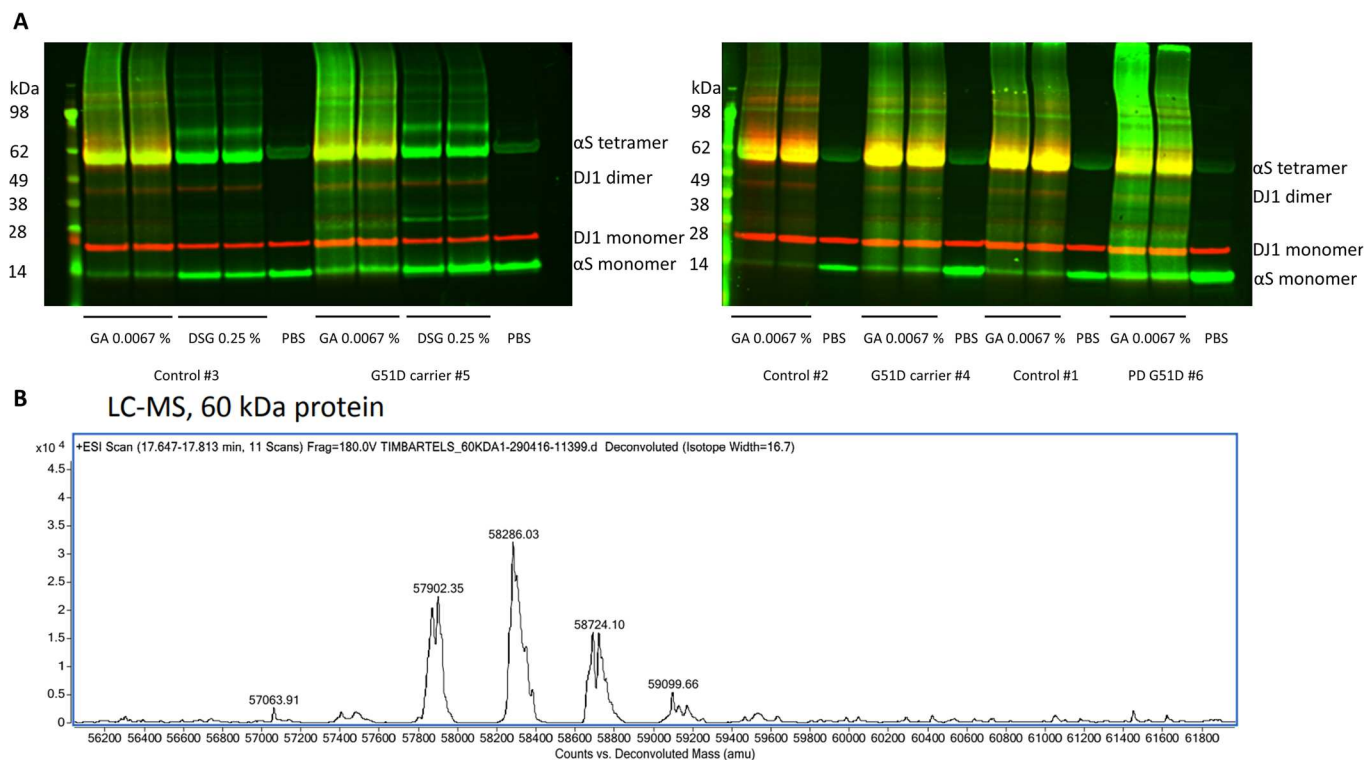 A
kDa
98
62
49
38
28
14
αS tetramer
DJ1 dimer
DJ1 monomer
αS monomer
GA 0.0067 % DSG 0.25 % PBS GA 0.0067 % DSG 0.25 % PBS
Control #3 G51D carrier #5
kDa
98
62
49
38
28
14
αS tetramer
DJ1 dimer
DJ1 monomer
αS monomer
GA 0.0067 % PBS GA 0.0067 % PBS GA 0.0067 % PBS GA 0.0067 % PBS
Control #2 G51D carrier #4 Control #1 PD G51D #6
B
LC-MS, 60 kDa protein
x10 4 +ESI Scan (17.647-17.813 min, 11 Scans) Frag=180.0V TIMBARTELS_60KDA1-290416-11399.d Deconvoluted (Isotope Width=16.7)
4.5
4
3.5
3
2.5
2
1.5
1
0.5
0
57063.91
57902.35
58286.03
58724.10
59099.66
56200 56400 56600 56800 57000 57200 57400 57600 57800 58000 58200 58400 58600 58800 59000 59200 59400 59600 59800 60000 60200 60400 60600 60800 61000 61200 61400 61600 61800
Counts vs. Deconvoluted Mass (amu)